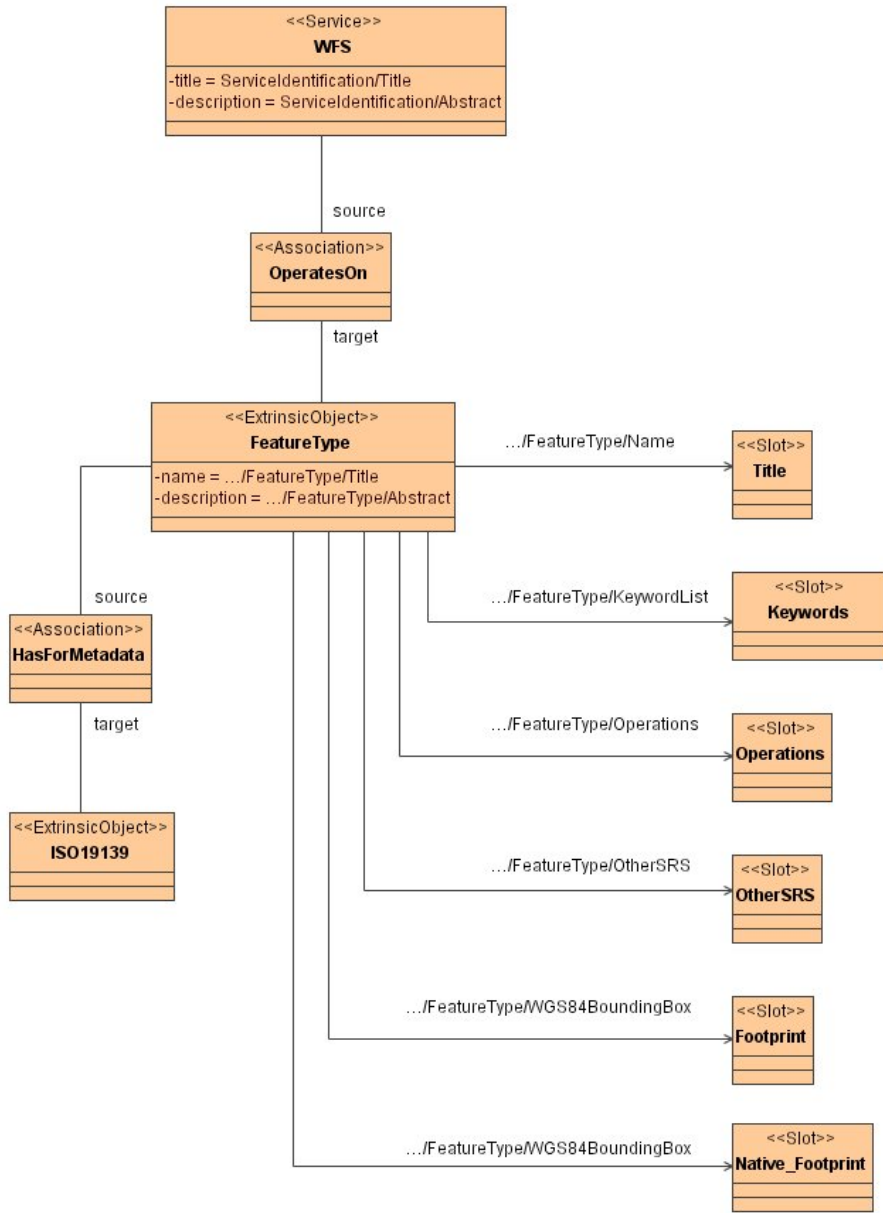 <<Service>>
WFS
-title = ServiceIdentification/Title
-description = ServiceIdentification/Abstract
source
<<Association>>
OperatesOn
target
<<ExtrinsicObject>>
FeatureType
-name = .../FeatureType/Title
-description = .../FeatureType/Abstract
.../FeatureType/Name
<<Slot>>
Title
.../FeatureType/KeywordList
<<Slot>>
Keywords
source
<<Association>>
HasForMetadata
target
.../FeatureType/Operations
<<Slot>>
Operations
<<ExtrinsicObject>>
ISO19139
.../FeatureType/OtherSRS
<<Slot>>
OtherSRS
.../FeatureType/WGS84BoundingBox
<<Slot>>
Footprint
.../FeatureType/WGS84BoundingBox
<<Slot>>
Native_Footprint